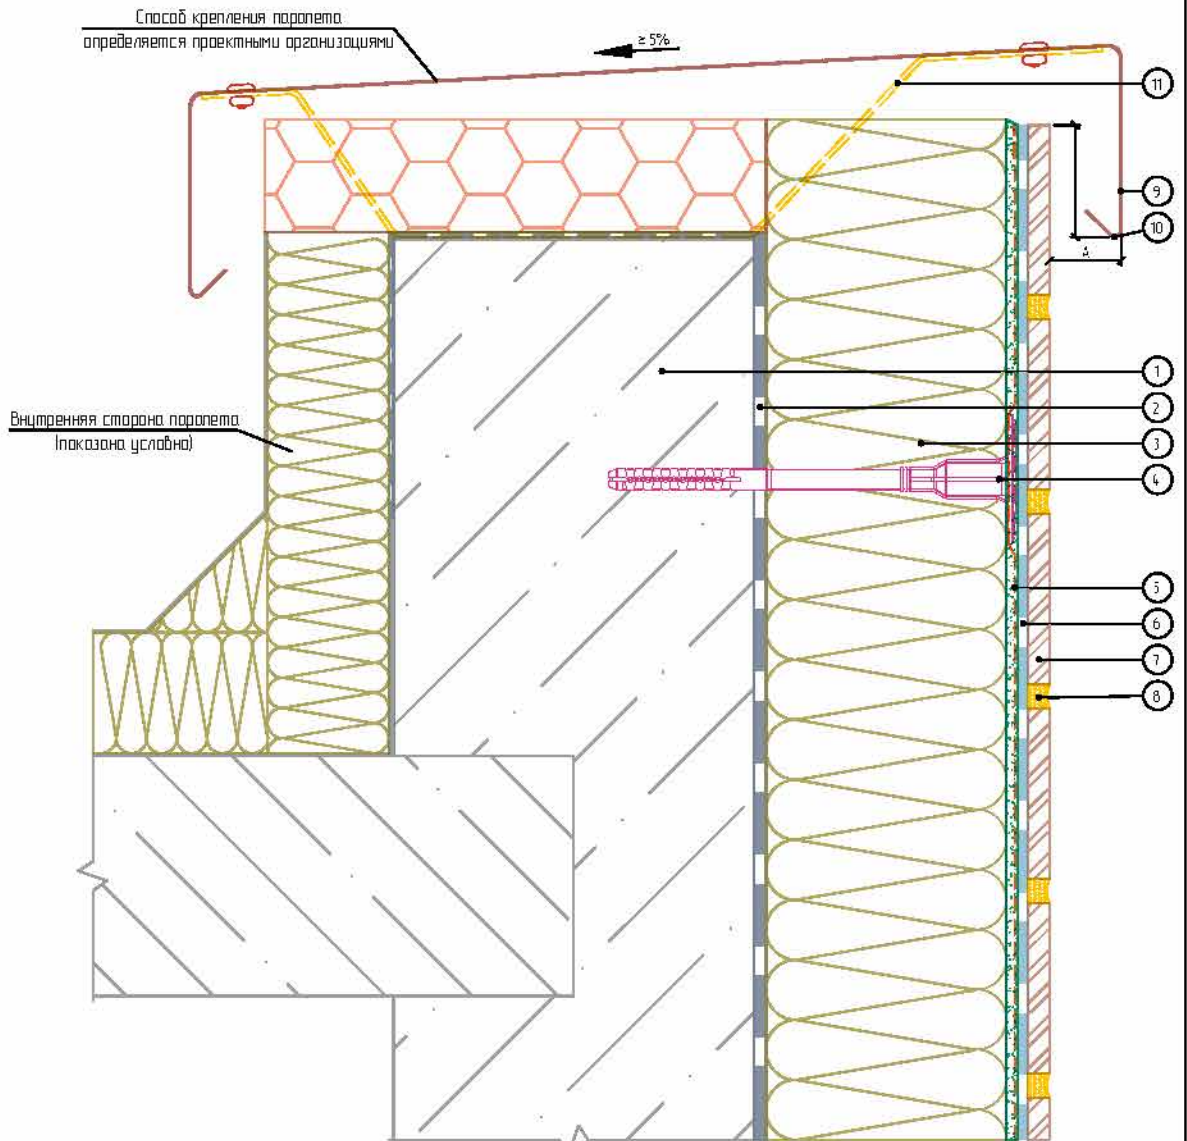 Способ крепления парапета
определяется проектными организациями
≥5%
11
9
10
А
1
2
Внутренняя сторона парапета
(показана условно)
3
4
5
6
7
8